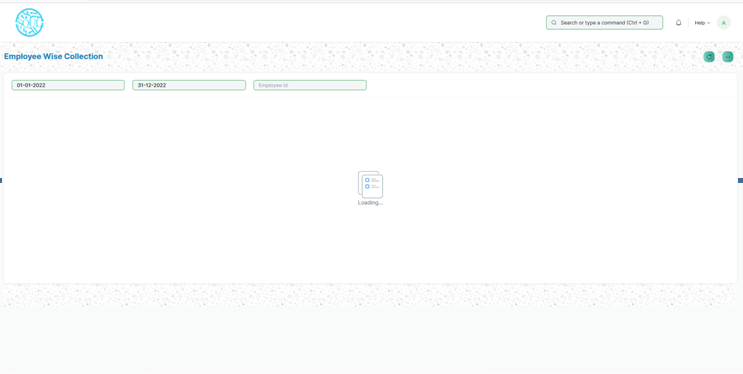 Search or type a command (Ctrl + G)
Help
A
Employee Wise Collection
01-01-2022
31-12-2022
Employee Id
Loading...